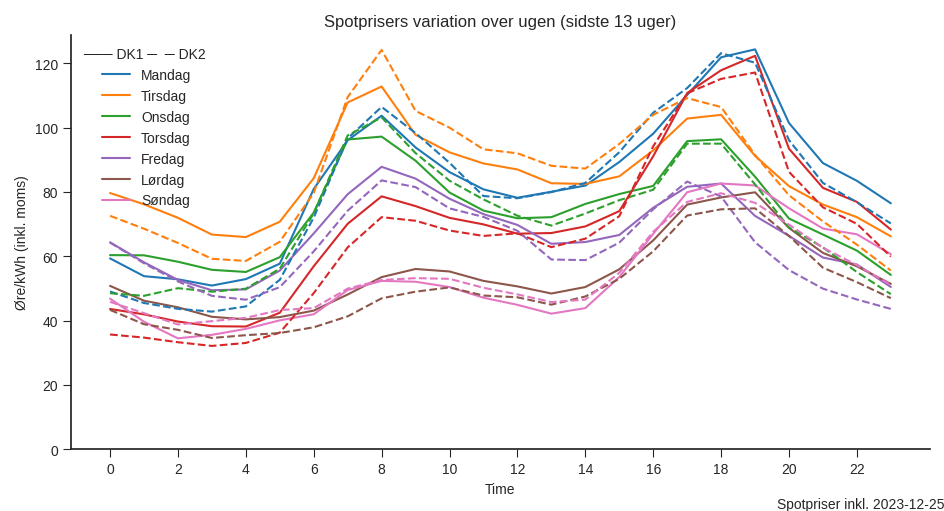 Spotprisers variation over ugen (sidste 13 uger)
DK1 DK2
Mandag
Tirsdag
Onsdag
Torsdag
Fredag
Lørdag
Søndag
Øre/kWh (inkl. moms)
120
100
80
60
40
20
0
0 2 4 6 8 10 12 14 16 18 20 22
Time
Spotpriser inkl. 2023-12-25